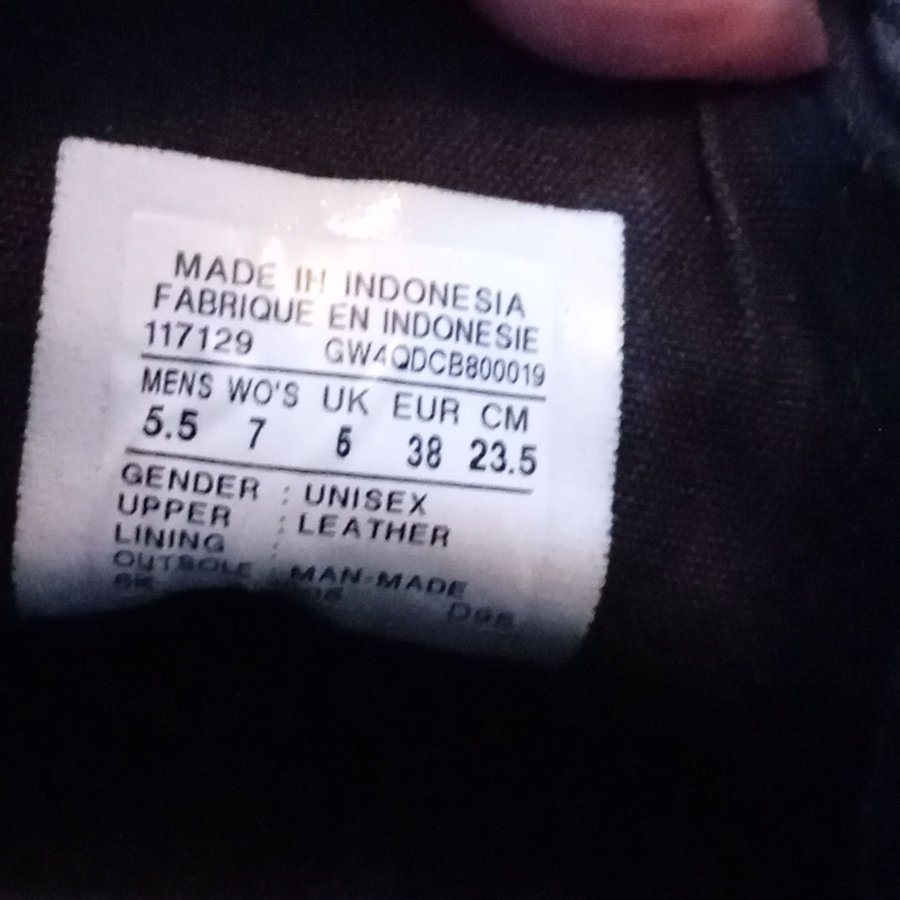 MADE IN INDONESIA
FABRIQUE EN INDONESIE
117129 GW4QDCB800019
MENS WO'S UK EUR CM
5.5 7 5 38 23.5
GENDER : UNISEX
UPPER : LEATHER
LINING :
OUTSOLE : MAN-MADE